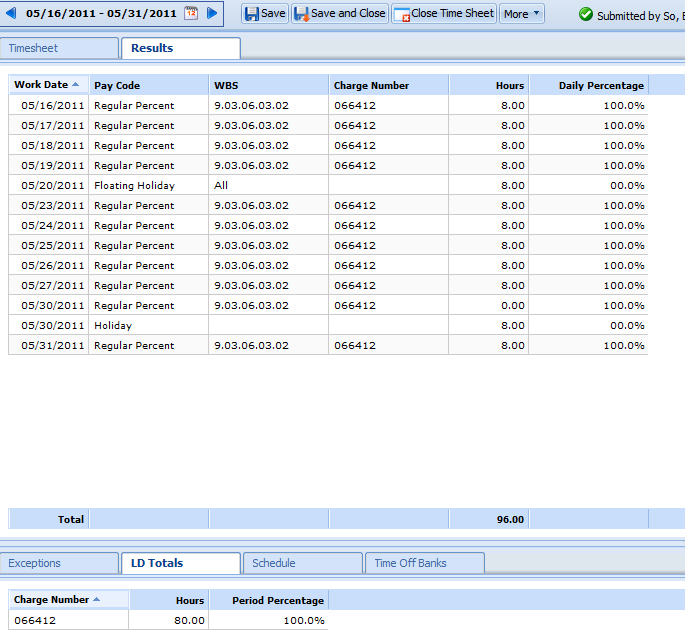 05/16/2011 - 05/31/2011 12 Save Save and Close Close Time Sheet More Submitted by So,
Timesheet Results
Work Date Pay Code WBS Charge Number Hours Daily Percentage
05/16/2011 Regular Percent 9.03.06.03.02 066412 8.00 100.0%
05/17/2011 Regular Percent 9.03.06.03.02 066412 8.00 100.0%
05/18/2011 Regular Percent 9.03.06.03.02 066412 8.00 100.0%
05/19/2011 Regular Percent 9.03.06.03.02 066412 8.00 100.0%
05/20/2011 Floating Holiday All 8.00 00.0%
05/23/2011 Regular Percent 9.03.06.03.02 066412 8.00 100.0%
05/24/2011 Regular Percent 9.03.06.03.02 066412 8.00 100.0%
05/25/2011 Regular Percent 9.03.06.03.02 066412 8.00 100.0%
05/26/2011 Regular Percent 9.03.06.03.02 066412 8.00 100.0%
05/27/2011 Regular Percent 9.03.06.03.02 066412 8.00 100.0%
05/30/2011 Regular Percent 9.03.06.03.02 066412 0.00 100.0%
05/30/2011 Holiday 8.00 00.0%
05/31/2011 Regular Percent 9.03.06.03.02 066412 8.00 100.0%
Total 96.00
Exceptions LD Totals Schedule Time Off Banks
Charge Number Hours Period Percentage
066412 80.00 100.0%